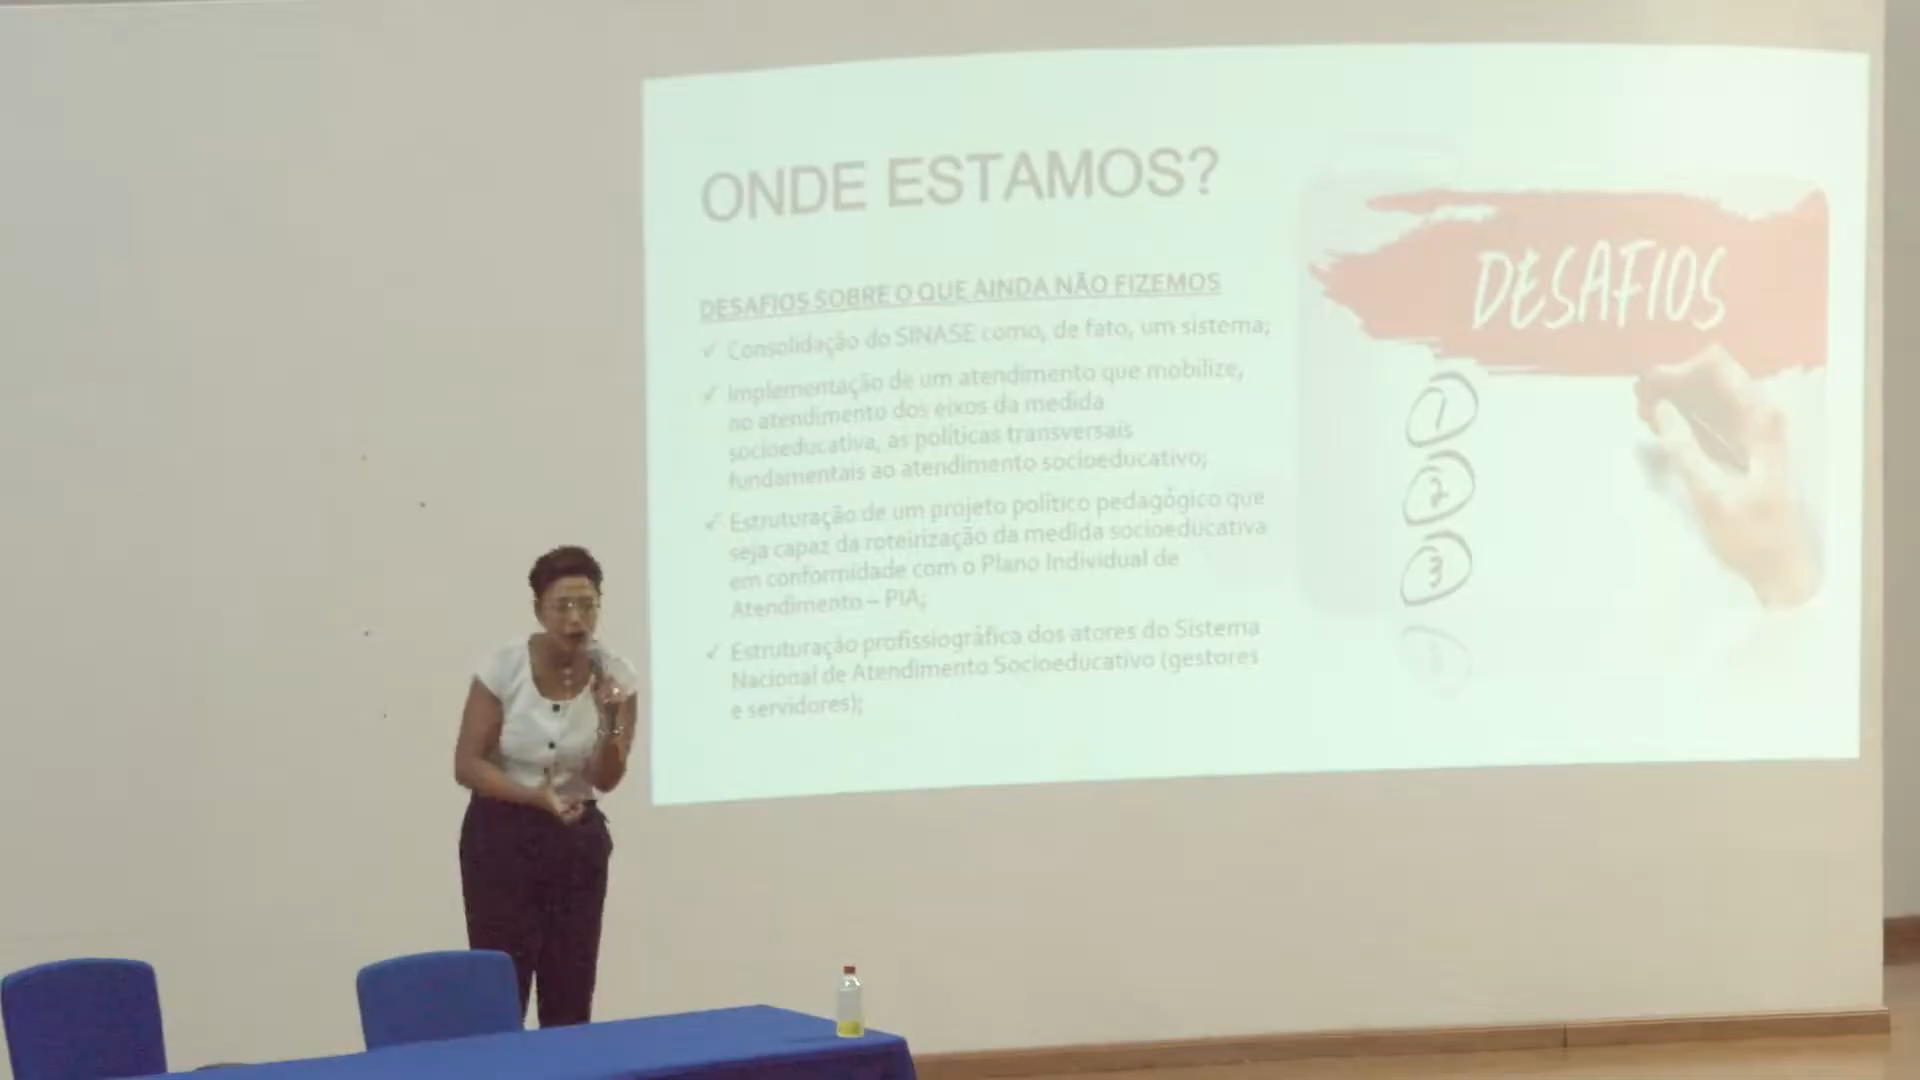 ONDE ESTAMOS?
DESAFIOS SOBRE O QUE AINDA NÃO FIZEMOS
✓ Consolidação do SINASE como, de fato, um sistema;
✓ Implementação de um atendimento que mobilize,
no atendimento dos eixos da medida
socioeducativa, as políticas transversais
fundamentais ao atendimento socioeducativo;
✓ Estruturação de um projeto político pedagógico que
seja capaz da roteirização da medida socioeducativa
em conformidade com o Plano Individual de
Atendimento – PIA;
✓ Estruturação profissiográfica dos atores do Sistema
Nacional de Atendimento Socioeducativo (gestores
e servidores);
DESAFIOS
1
2
3